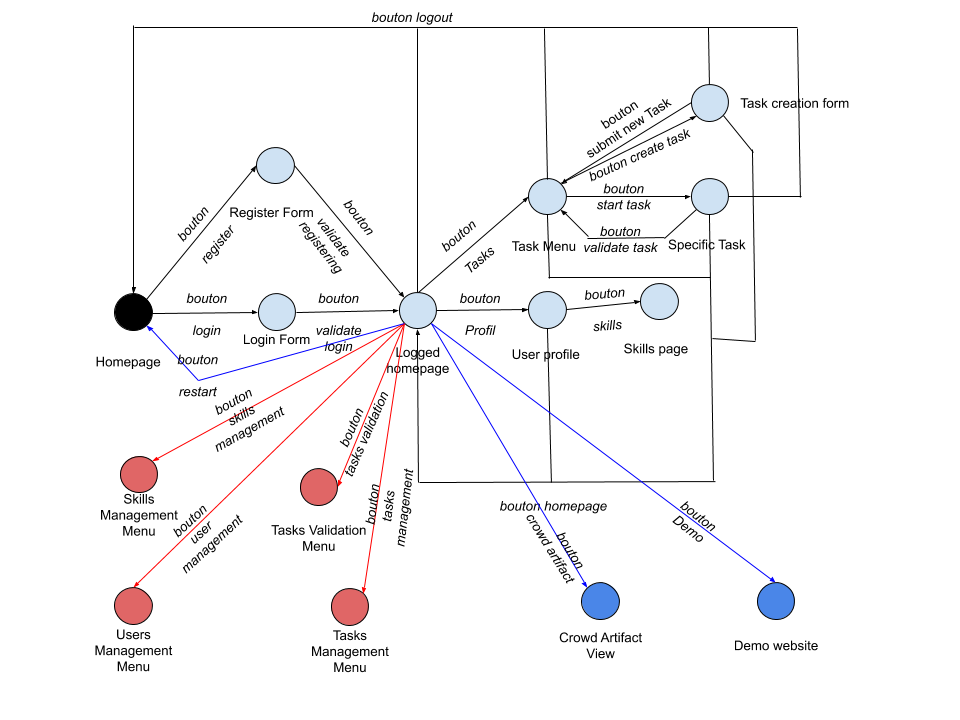 bouton logout
Task creation form
bouton
submit new Task
bouton create task
bouton
register
Register Form
bouton
validate
registering
bouton
Tasks
Task Menu
bouton
start task
bouton
validate task
Specific Task
Homepage
bouton
login
Login Form
bouton
validate
login
Logged
homepage
bouton
Profil
User profile
bouton
skills
Skills page
bouton
restart
bouton
skills
management
Skills
Management
Menu
bouton
user
management
Users
Management
Menu
bouton
tasks validation
Tasks Validation
Menu
bouton
tasks
management
Tasks
Management
Menu
bouton homepage
bouton
crowd artifact
Crowd Artifact
View
bouton
Demo
Demo website